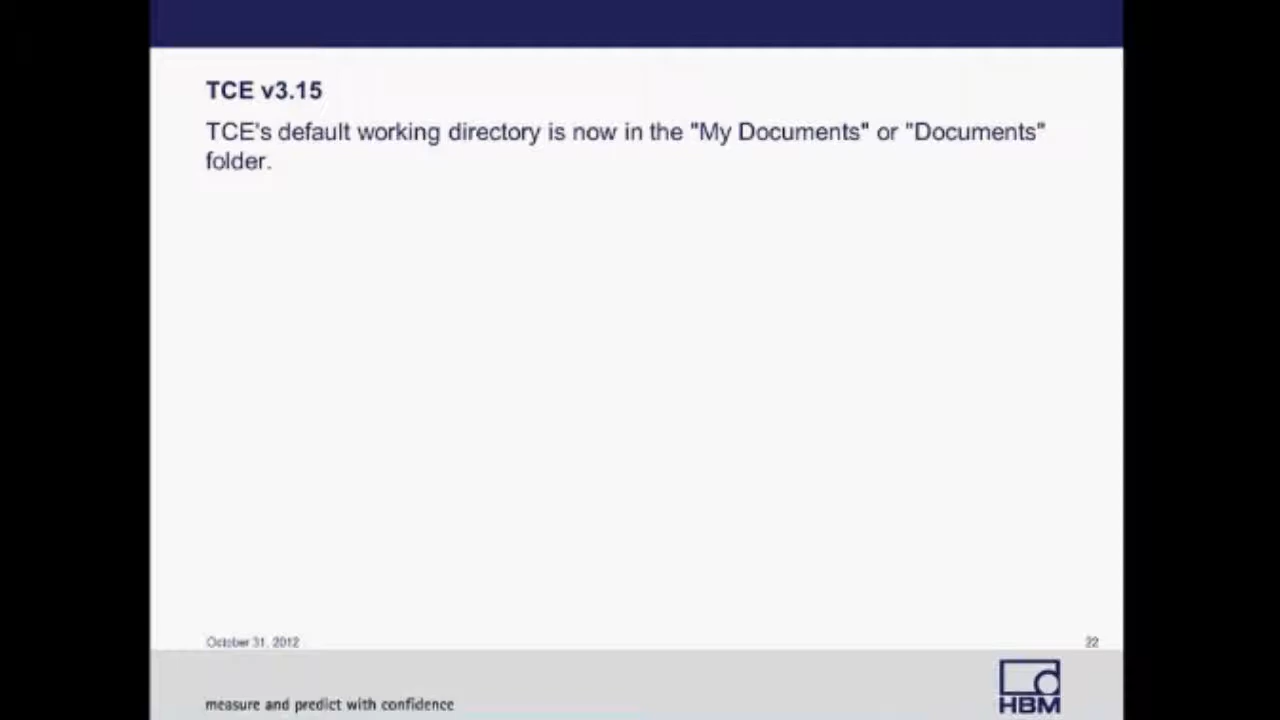 TCE v3.15
TCE's default working directory is now in the "My Documents" or "Documents"
folder.
October 31, 2012
22
measure and predict with confidence
HBM